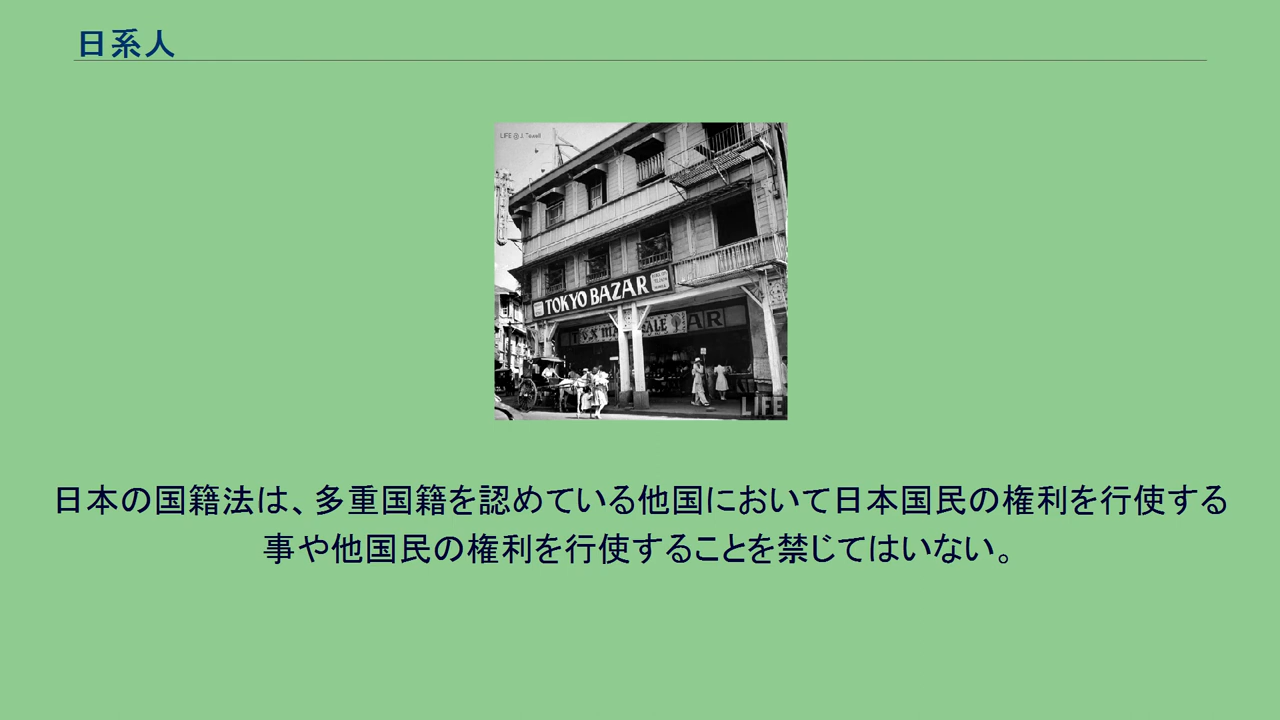 日系人
LIFE @ J. Tewell
TOKYO BAZAR
AR
LIFE
日本の国籍法は、多重国籍を認めている他国において日本国民の権利を行使する
事や他国民の権利を行使することを禁じてはいない。